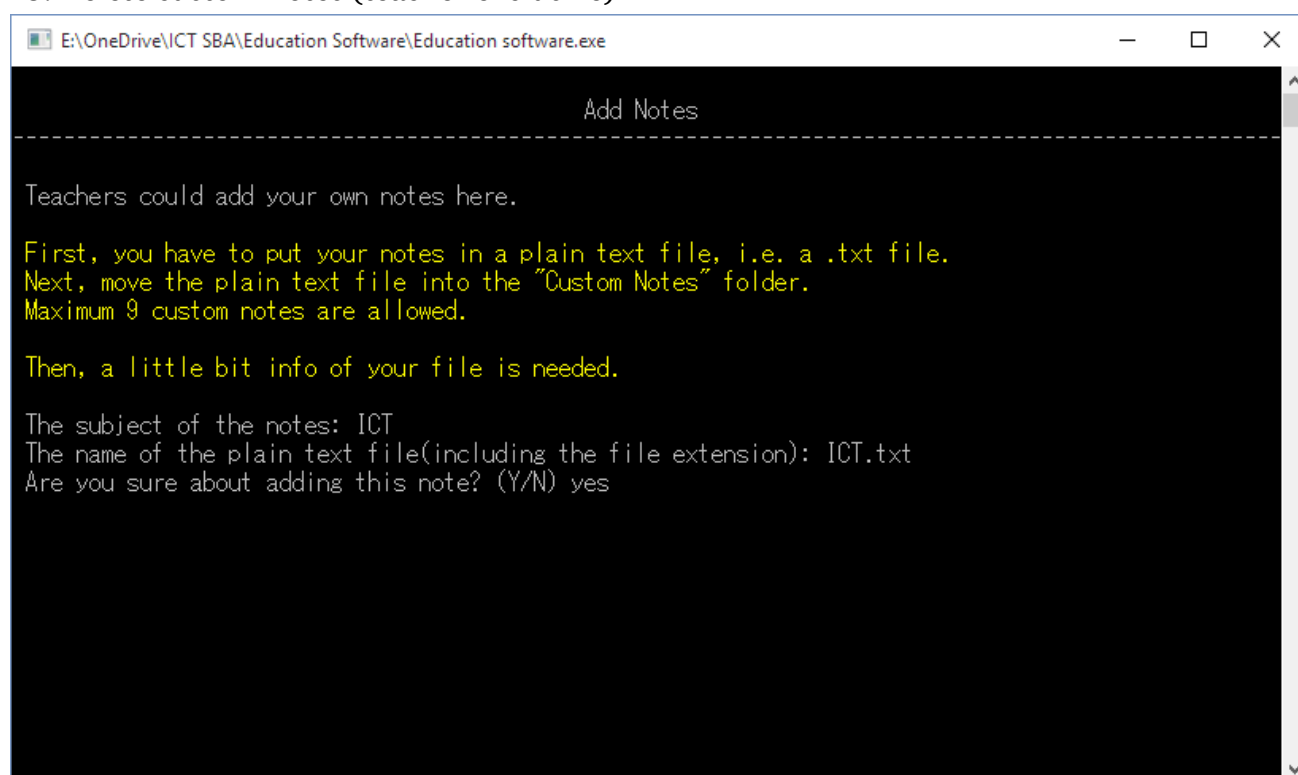 E:\OneDrive\ICT SBA\Education Software\Education software.exe
Add Notes
Teachers could add your own notes here.
First, you have to put your notes in a plain text file, i.e. a .txt file.
Next, move the plain text file into the "Custom Notes" folder.
Maximum 9 custom notes are allowed.
Then, a little bit info of your file is needed.
The subject of the notes: ICT
The name of the plain text file(including the file extension): ICT.txt
Are you sure about adding this note? (Y/N) yes